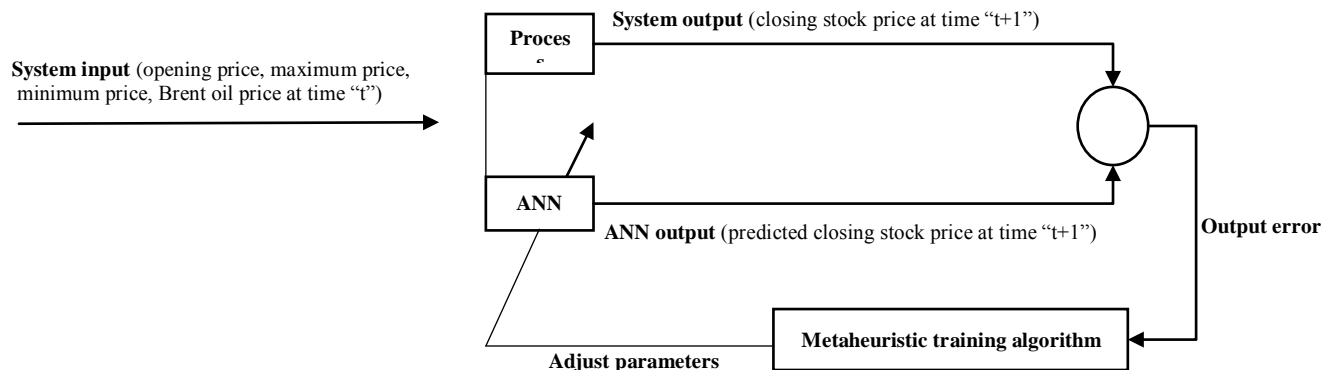 System output (closing stock price at time “t+1”)
Proces
System input (opening price, maximum price,
minimum price, Brent oil price at time “t”)
ANN
ANN output (predicted closing stock price at time “t+1”)
Output error
Metaheuristic training algorithm
Adjust parameters